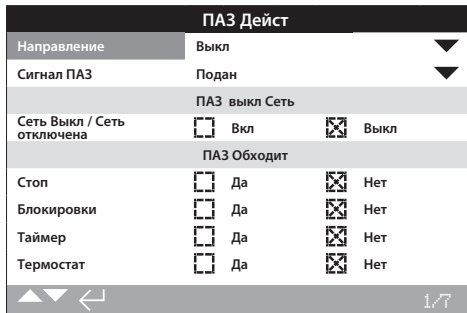 ПАЗ Дейст
Направление Выкл
Сигнал ПАЗ Подан
ПАЗ выкл Сеть
Сеть Выкл / Сеть
отключена Вкл Выкл
ПАЗ Обходит
Стоп Да Нет
Блокировки Да Нет
Таймер Да Нет
Термостат Да Нет
1/7